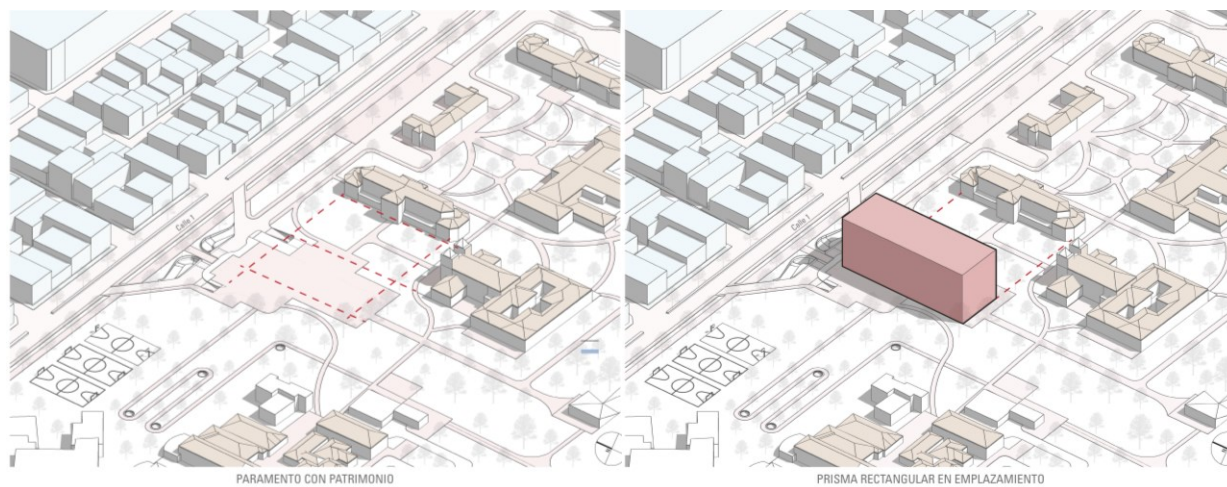 Calle 1
Calle 1
PARAMENTO CON PATRIMONIO
PRISMA RECTANGULAR EN EMPLAZAMIENTO